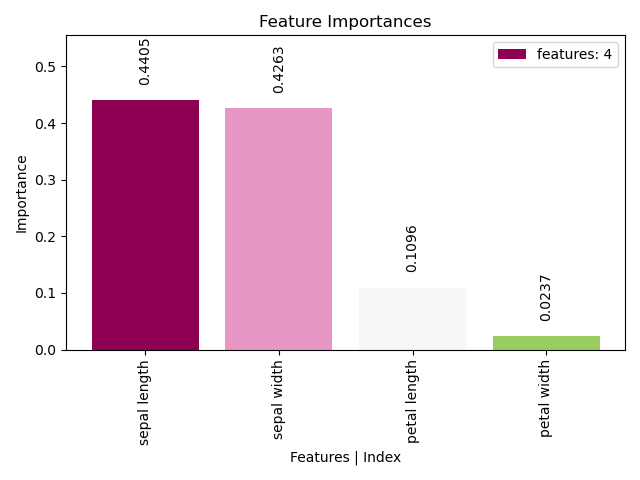 Feature Importances
features: 4
0.4405
0.4263
0.1096
0.0237
Importance
0.5
0.4
0.3
0.2
0.1
0.0
sepal length
sepal width
petal length
petal width
Features | Index